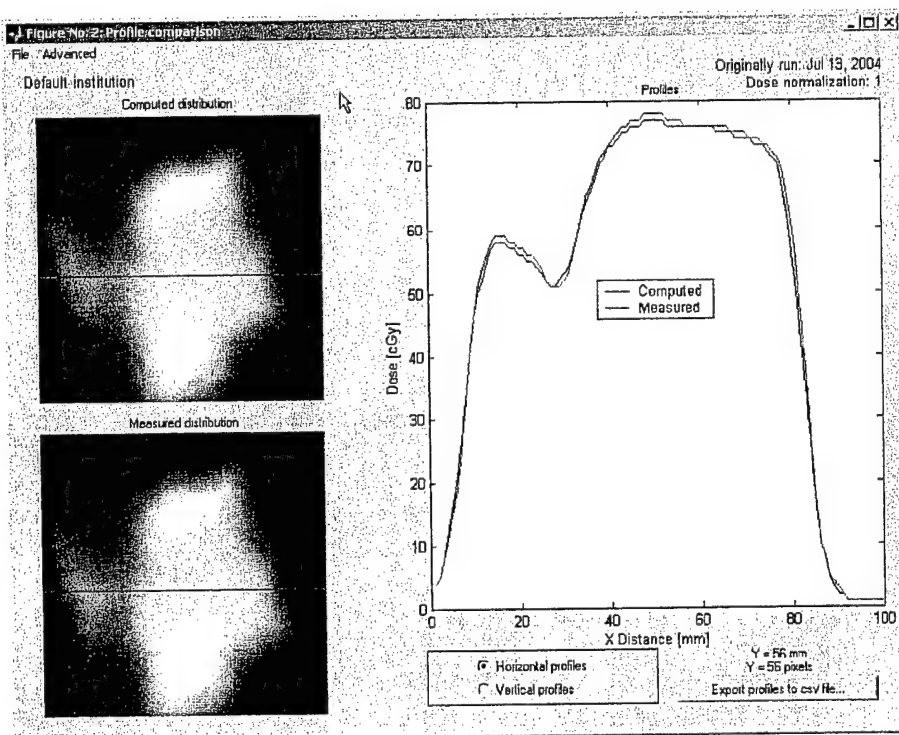 Figure No. 2: Profile comparison
File Advanced
Default institution
Originally run: Jul 13, 2004
Dose normalization: 1
Computed distribution
Measured distribution
Profiles
80
70
60
50
40
30
20
10
0
Dose [cGy]
Computed
Measured
0 20 40 60 80 100
X Distance [mm]
Horizontal profiles
Vertical profiles
Y = 56 mm
Y = 56 pixels
Export profiles to csv file...